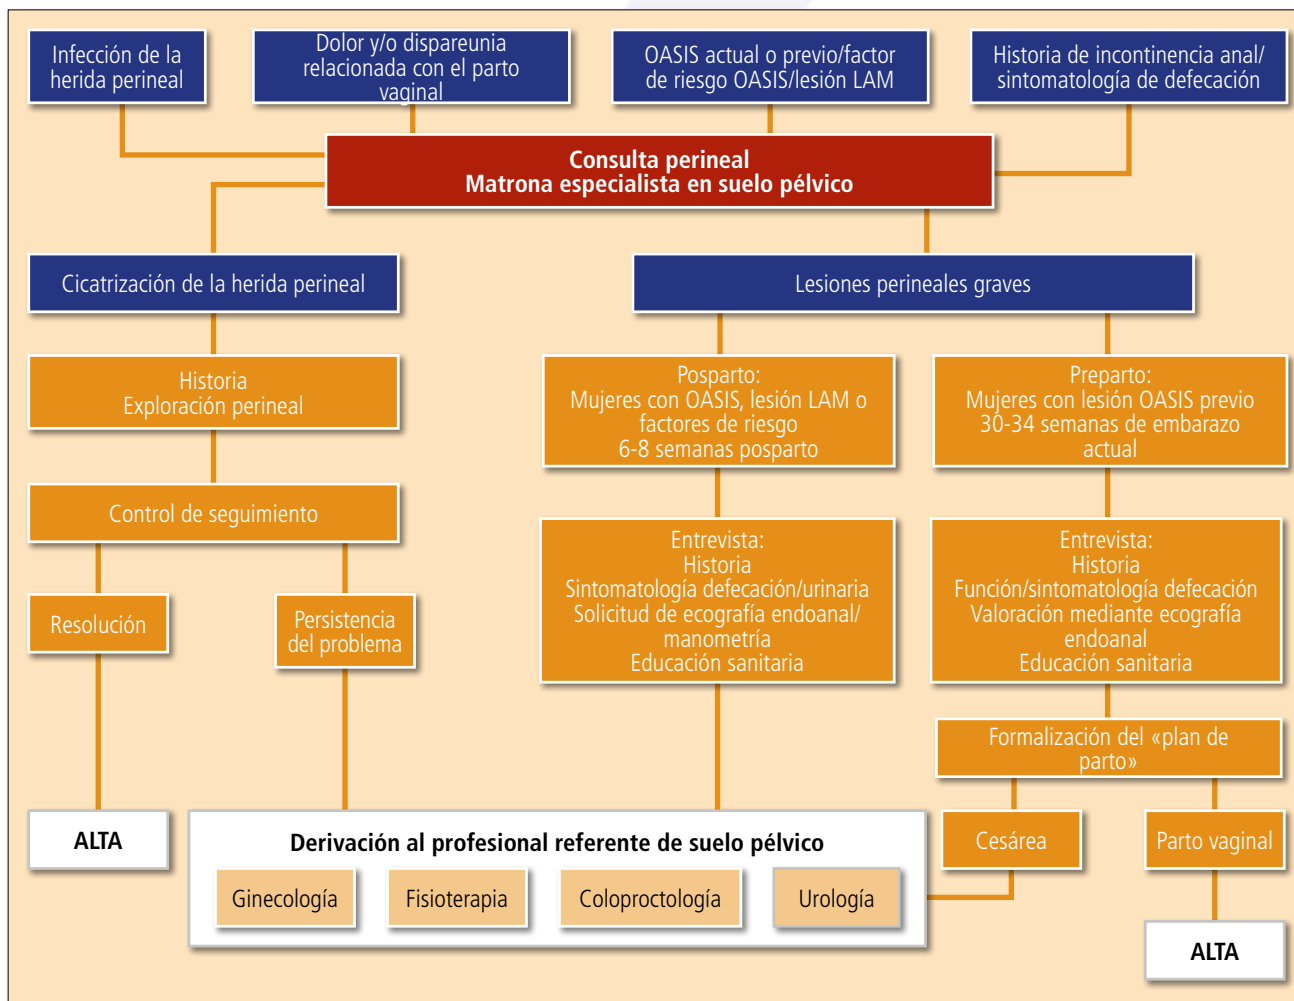 Infección de la
herida perineal
Dolor y/o dispareunia
relacionada con el parto
vaginal
OASIS actual o previo/factor
de riesgo OASIS/lesión LAM
Historia de incontinencia anal/
sintomatología de defecación
Consulta perineal
Matrona especialista en suelo pélvico
Cicatrización de la herida perineal
Lesiones perineales graves
Historia
Exploración perineal
Posparto:
Mujeres con OASIS, lesión LAM o
factores de riesgo
6-8 semanas posparto
Preparto:
Mujeres con lesión OASIS previo
30-34 semanas de embarazo
actual
Control de seguimiento
Entrevista:
Historia
Sintomatología defecación/urinaria
Solicitud de ecografía endoanal/
manometría
Educación sanitaria
Entrevista:
Historia
Función/sintomatología defecación
Valoración mediante ecografía
endoanal
Educación sanitaria
Resolución
Persistencia
del problema
Formalización del «plan de
parto»
ALTA
Derivación al profesional referente de suelo pélvico
Ginecología
Fisioterapia
Coloproctología
Urología
Cesárea
Parto vaginal
ALTA